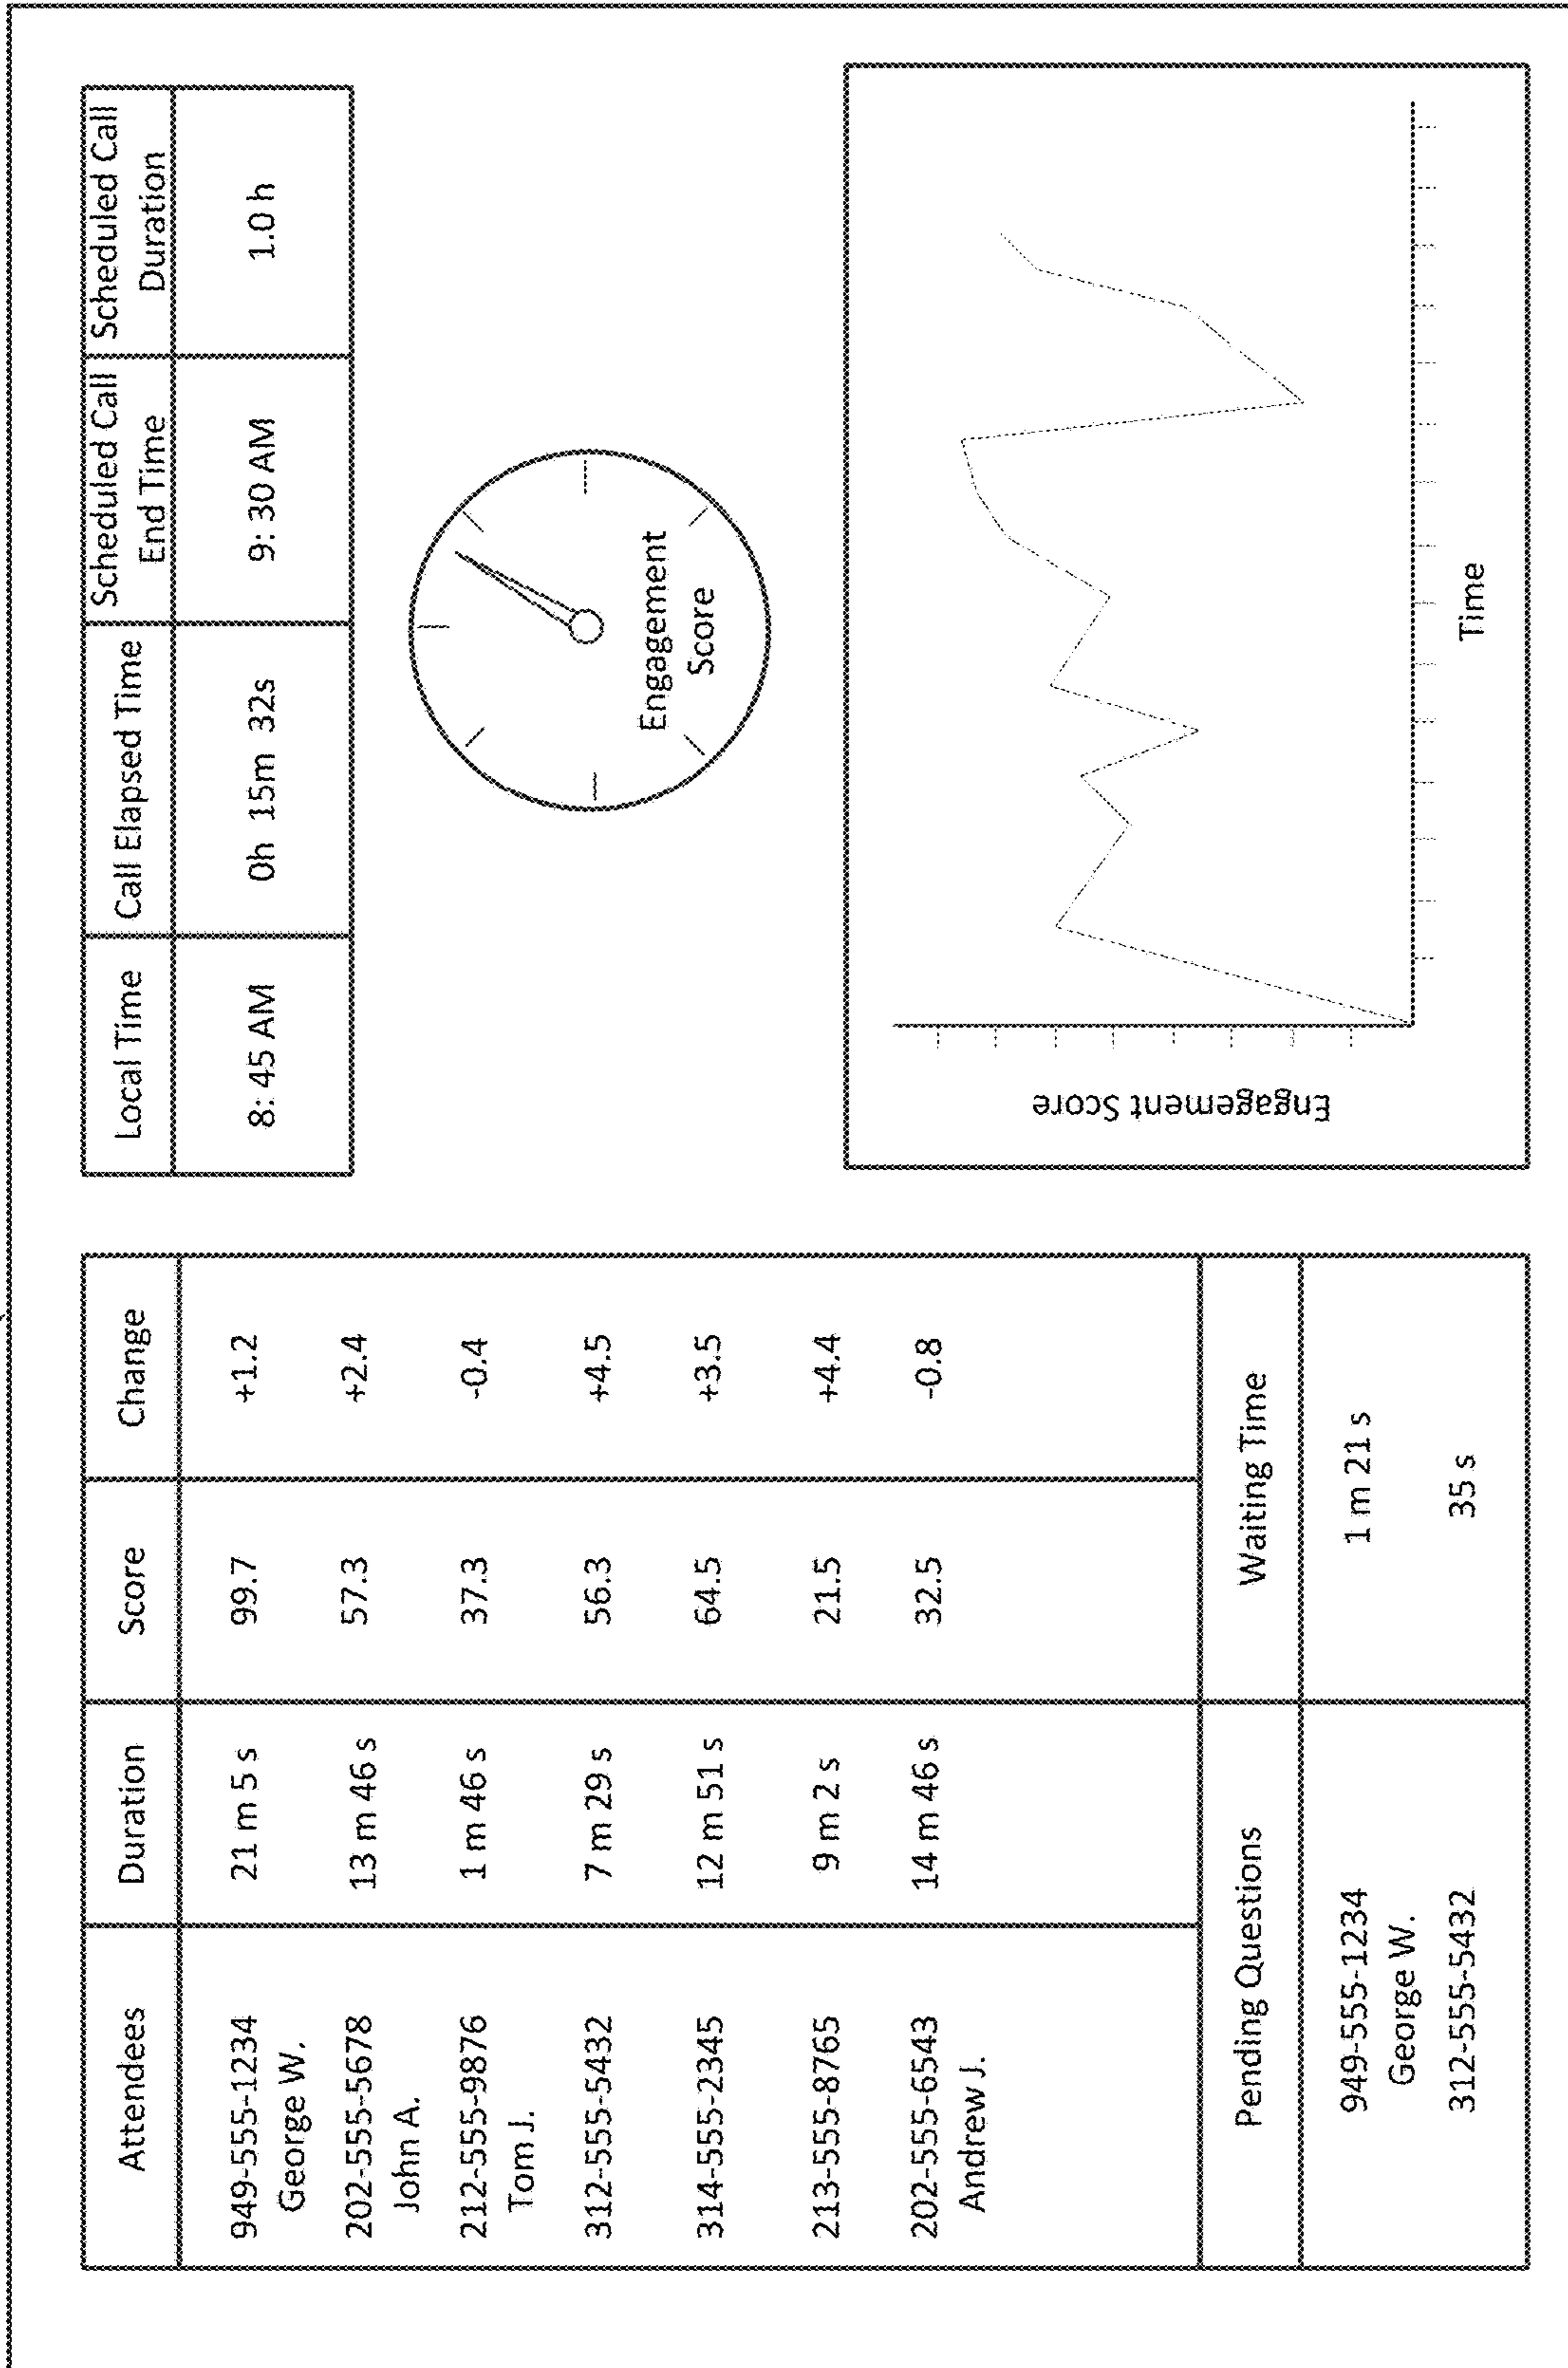 Attendees Duration Score Change
949-555-1234 21 m 5 s 99.7 +1.2
George W.
202-555-5678 13 m 46 s 57.3 +2.4
John A.
212-555-9876 1 m 46 s 37.3 -0.4
Tom J.
312-555-5432 7 m 29 s 56.3 +4.5
314-555-2345 12 m 51 s 64.5 +3.5
213-555-8765 9 m 2 s 21.5 +4.4
202-555-6543 14 m 46 s 32.5 -0.8
Andrew J.
Pending Questions Waiting Time
949-555-1234 1 m 21 s
George W.
312-555-5432 35 s
Local Time Call Elapsed Time Scheduled Call Scheduled Call
End Time Duration
8: 45 AM 0h 15m 32s 9: 30 AM 1.0 h
Engagement
Score
Engagement Score
Time